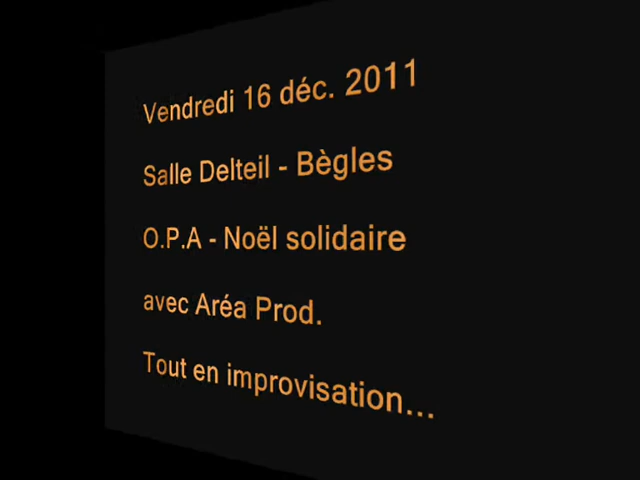 Vendredi 16 déc. 2011
Salle Delteil - Bègles
O.P.A - Noël solidaire
avec Aréa Prod.
Tout en improvisation...